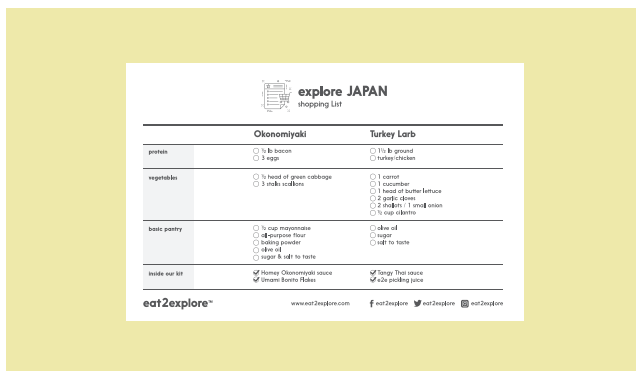 explore JAPAN
shopping List
Okonomiyaki
Turkey Larb
protein
½ lb bacon
3 eggs
1½ lb ground
turkey/chicken
vegetables
½ head of green cabbage
3 stalks scallions
1 carrot
1 cucumber
1 head of butter lettuce
2 garlic cloves
2 shallots / 1 small onion
½ cup cilantro
basic pantry
½ cup mayonnaise
all-purpose flour
baking powder
olive oil
sugar & salt to taste
olive oil
sugar
salt to taste
inside our kit
Homey Okonomiyaki sauce
Umami Bonito Flakes
Tangy Thai sauce
e2e pickling juice
eat2explore™
www.eat2explore.com
eat2explore
eat2explore
eat2explore